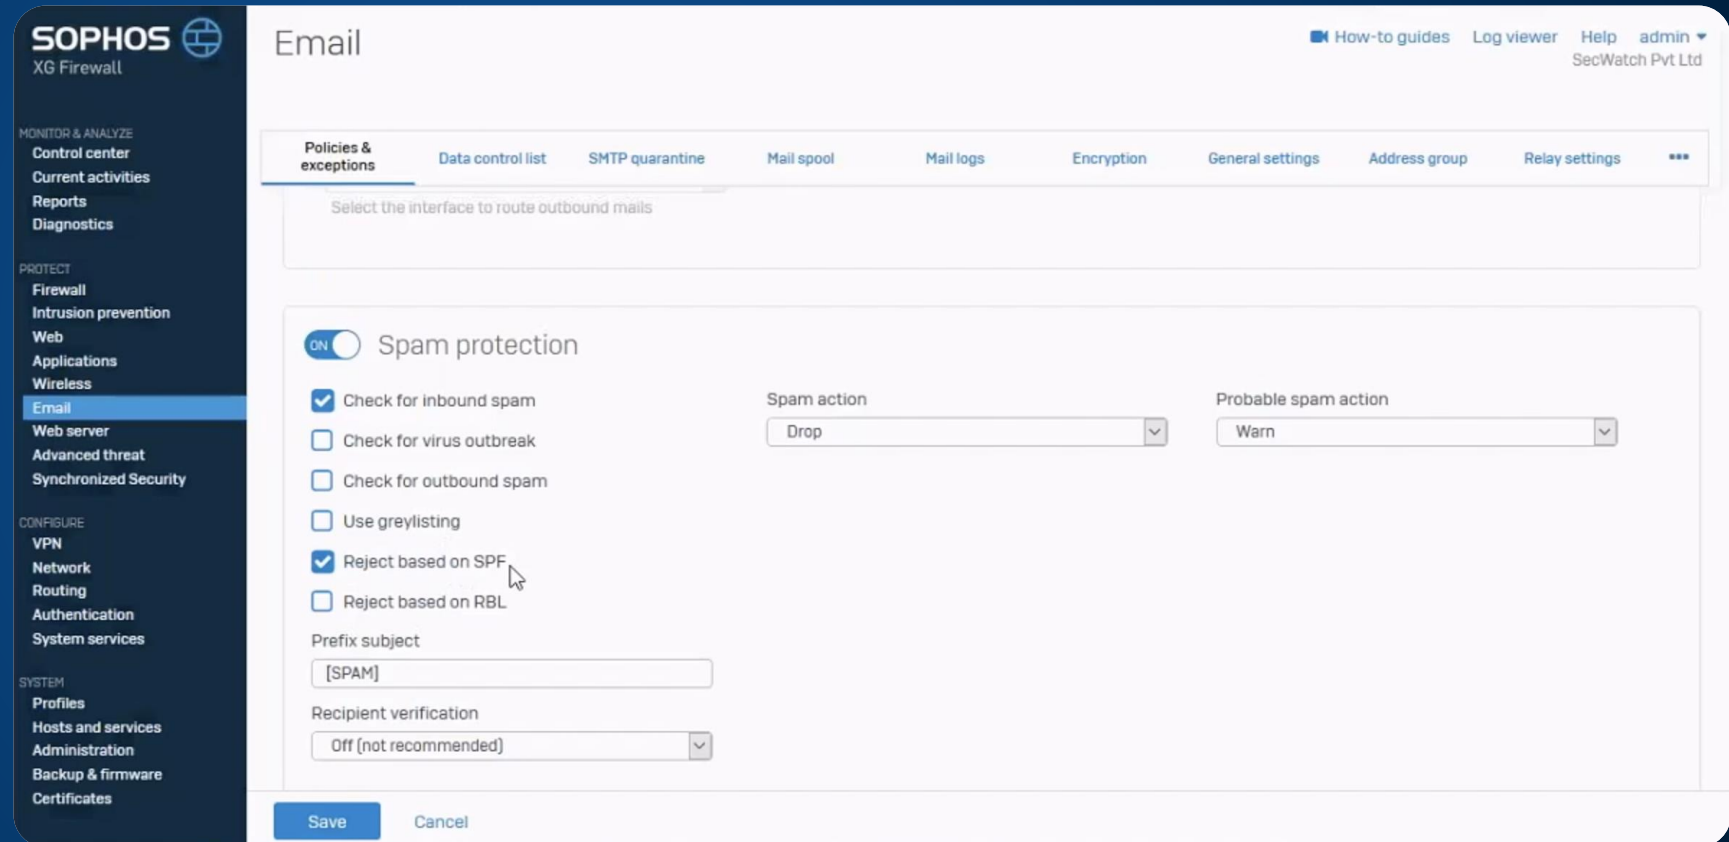 SOPHOS
XG Firewall
MONITOR & ANALYZE
Control center
Current activities
Reports
Diagnostics
PROTECT
Firewall
Intrusion prevention
Web
Applications
Wireless
Email
Web server
Advanced threat
Synchronized Security
CONFIGURE
VPN
Network
Routing
Authentication
System services
SYSTEM
Profiles
Hosts and services
Administration
Backup & firmware
Certificates
Email
How-to guides Log viewer Help admin
SecWatch Pvt Ltd
Policies &
exceptions
Data control list
SMTP quarantine
Mail spool
Mail logs
Encryption
General settings
Address group
Relay settings
•••
Select the interface to route outbound mails
ON Spam protection
Check for inbound spam
Check for virus outbreak
Check for outbound spam
Use greylisting
Reject based on SPF
Reject based on RBL
Prefix subject
[SPAM]
Recipient verification
Off (not recommended)
Spam action
Drop
Probable spam action
Warn
Save Cancel